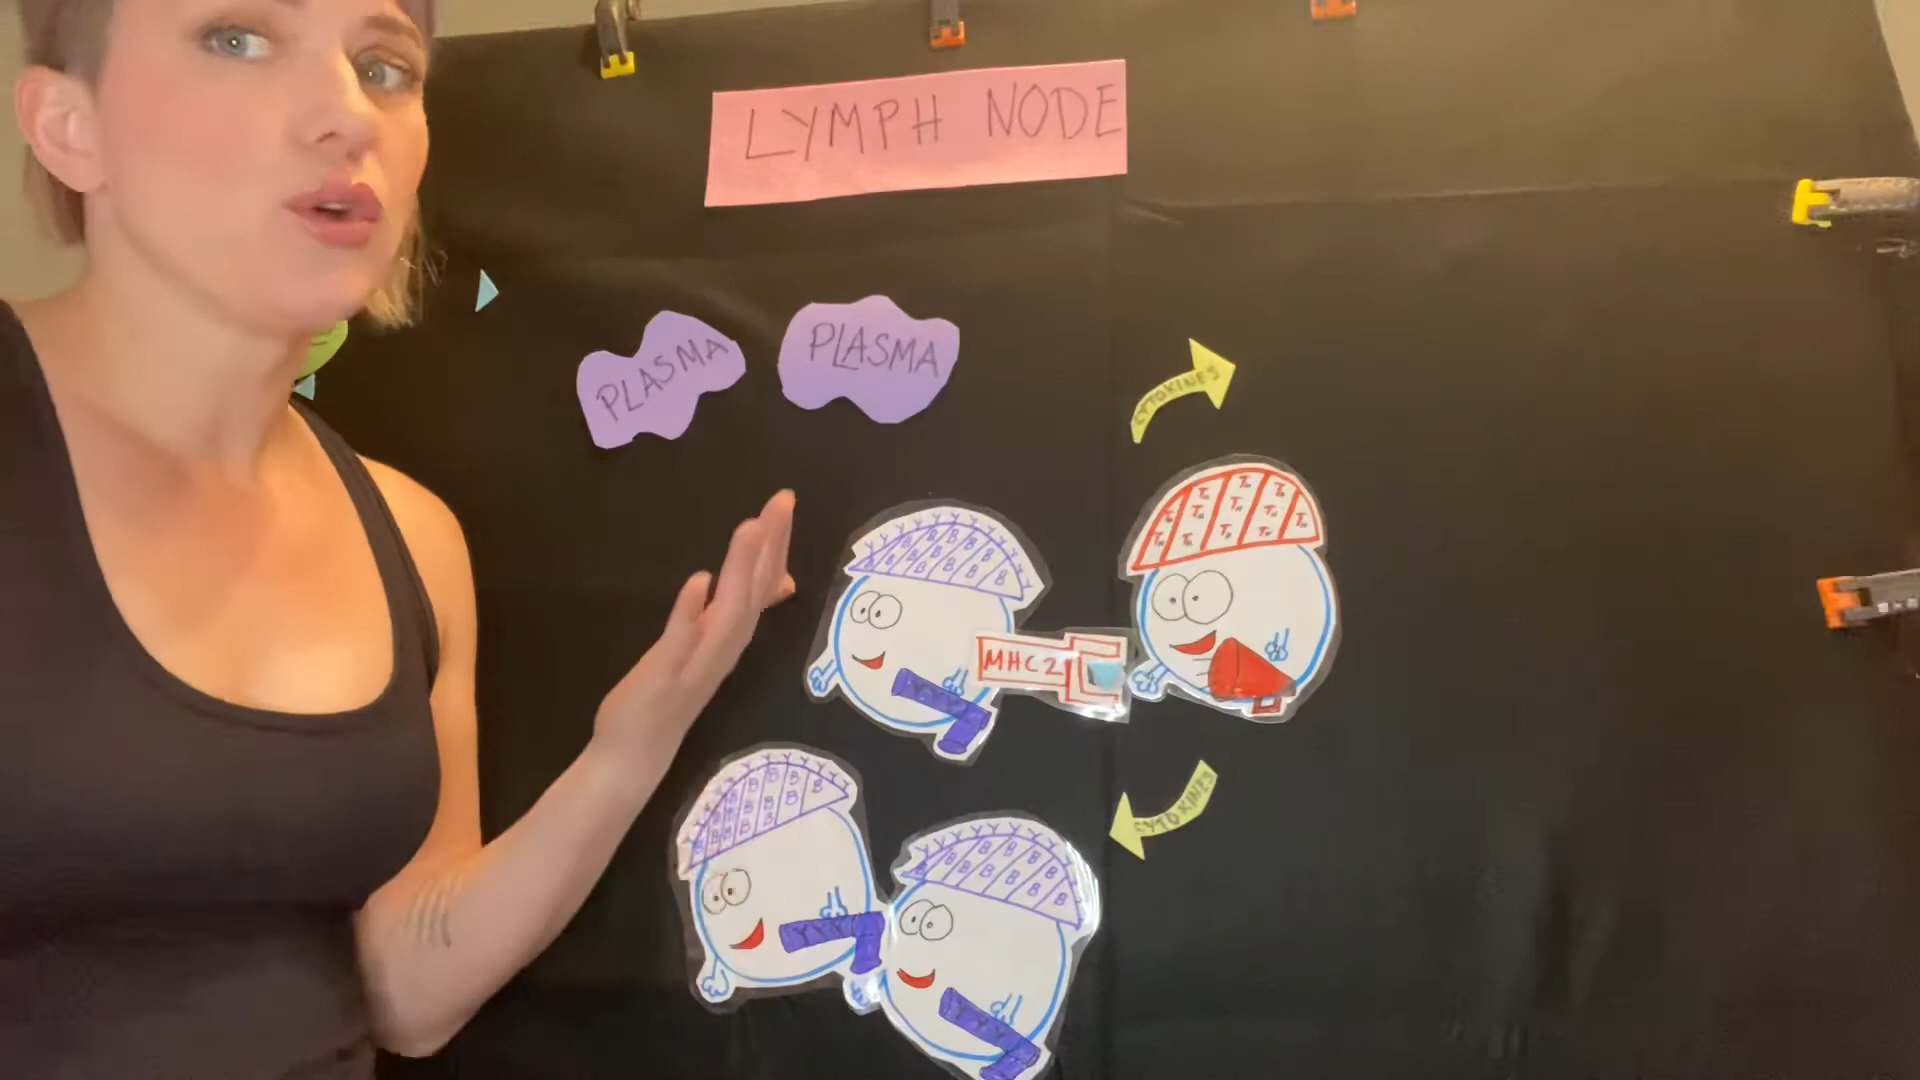 LYMPH NODE
PLASMA
PLASMA
CYTOKINES
B B B B B B B B B B B
MHC2
CYTOKINES